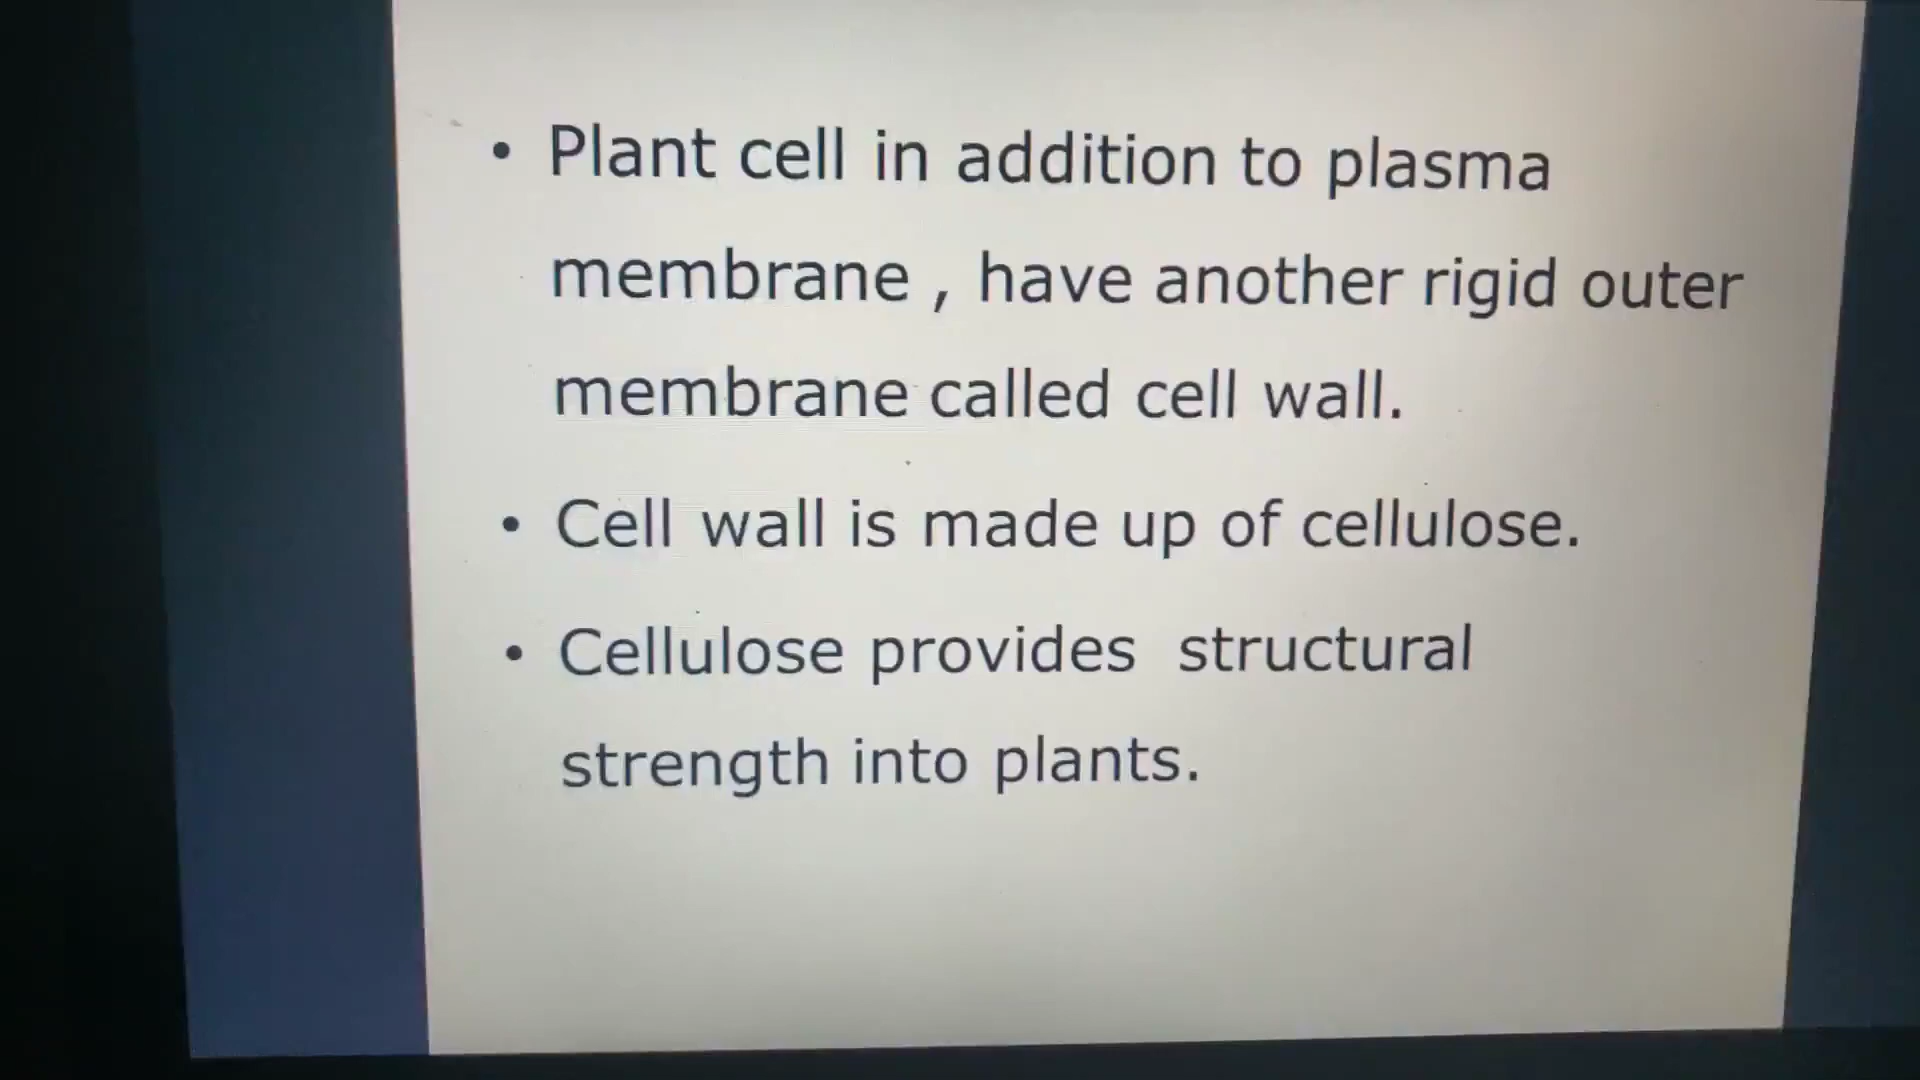 • Plant cell in addition to plasma
membrane , have another rigid outer
membrane called cell wall.
• Cell wall is made up of cellulose.
• Cellulose provides structural
strength into plants.